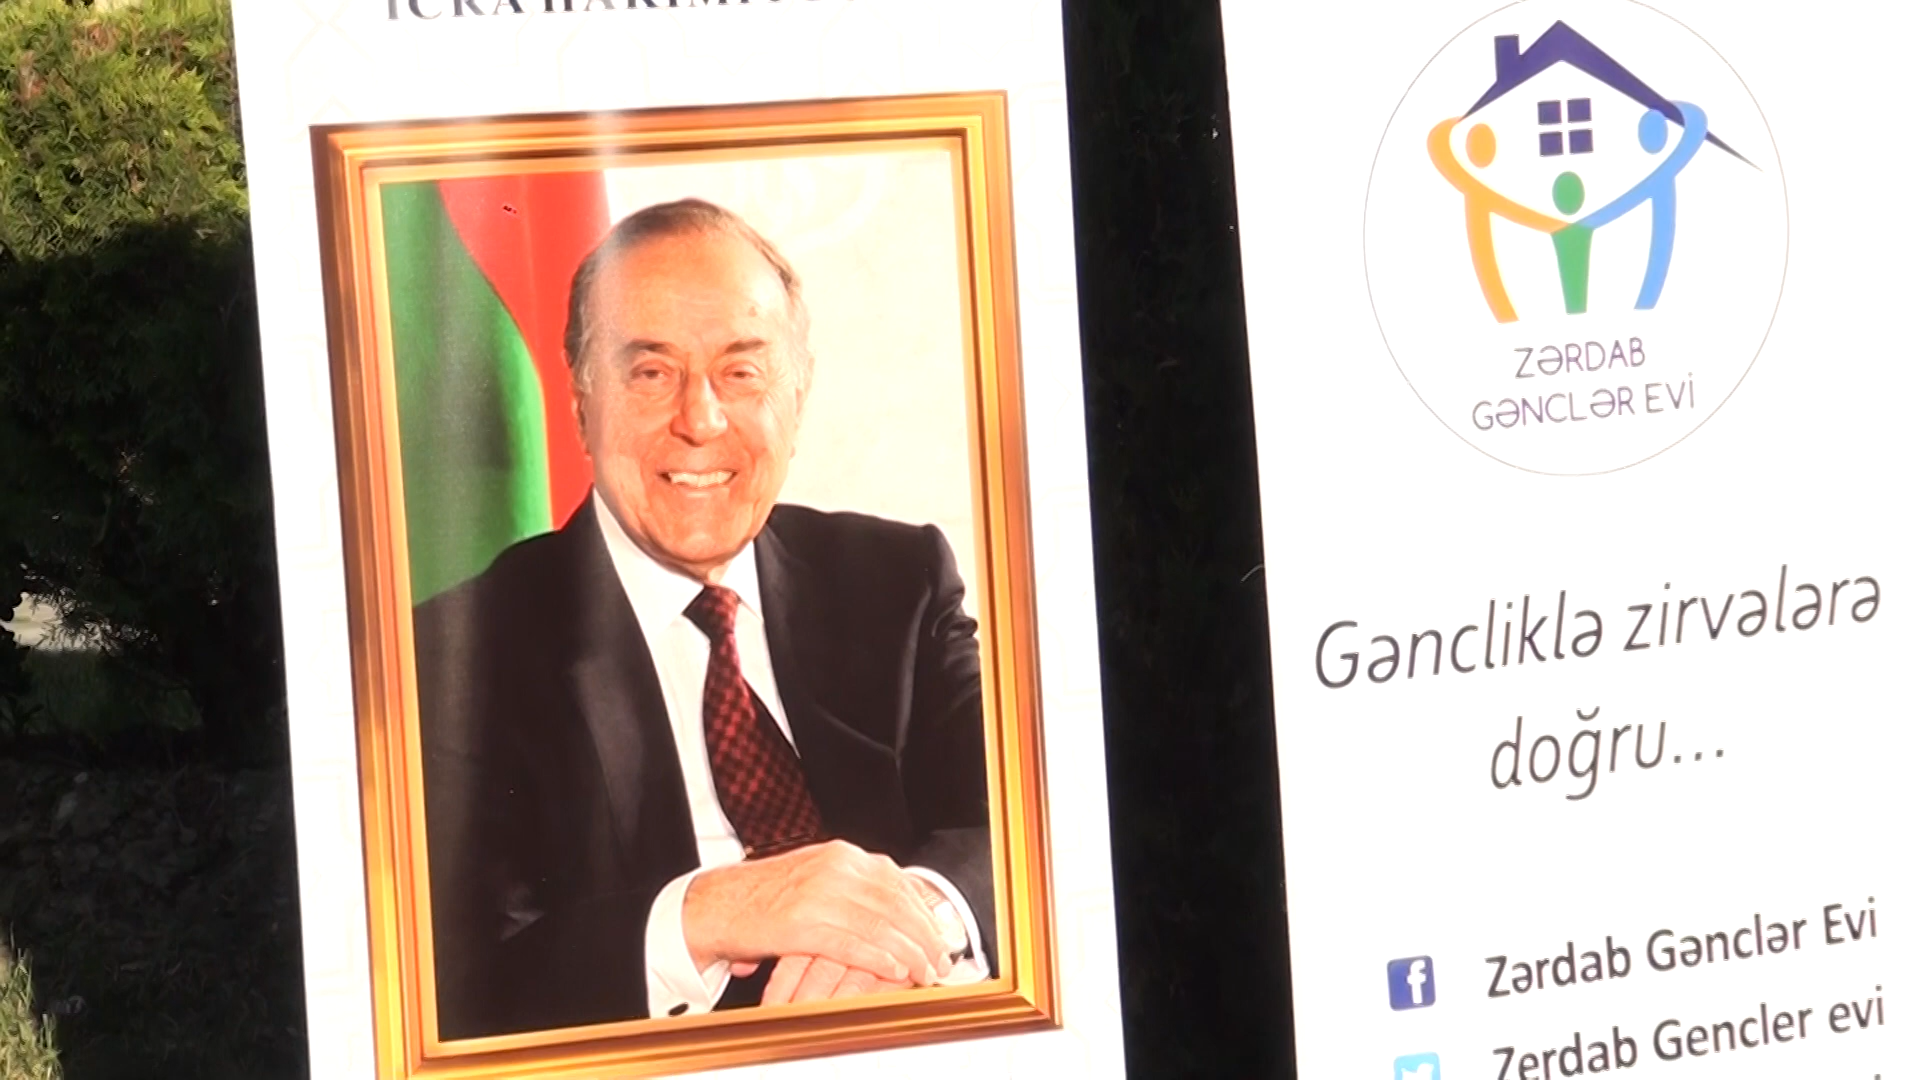 ZƏRDAB
GƏNCLƏR EVİ
Gəncliklə zirvələrə
doğru...
Zərdab Gənclər Evi
Zerdab Gencler evi